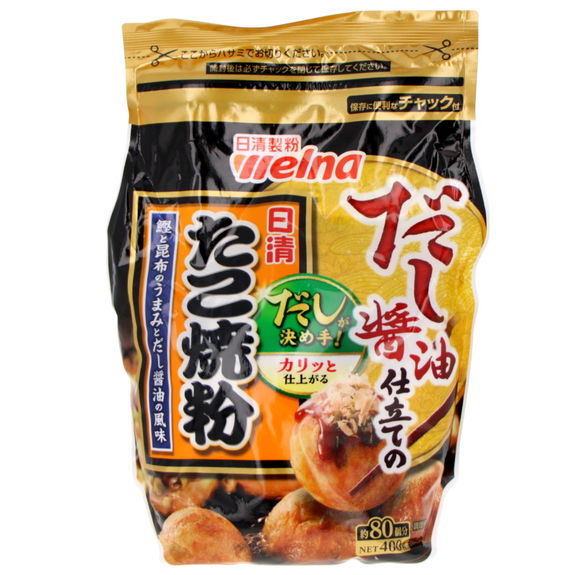 ここからハサミでお切りください。
開封後は必ずチャックを閉じて保存してください。
保存に便利なチャック付
日清製粉
Welna
だし醤油仕立ての
日清
たこ焼粉
鰹と昆布のうまみとだし醤油の風味
だしが
決め手!
カリッと
仕上がる
約80個分
NET 400g